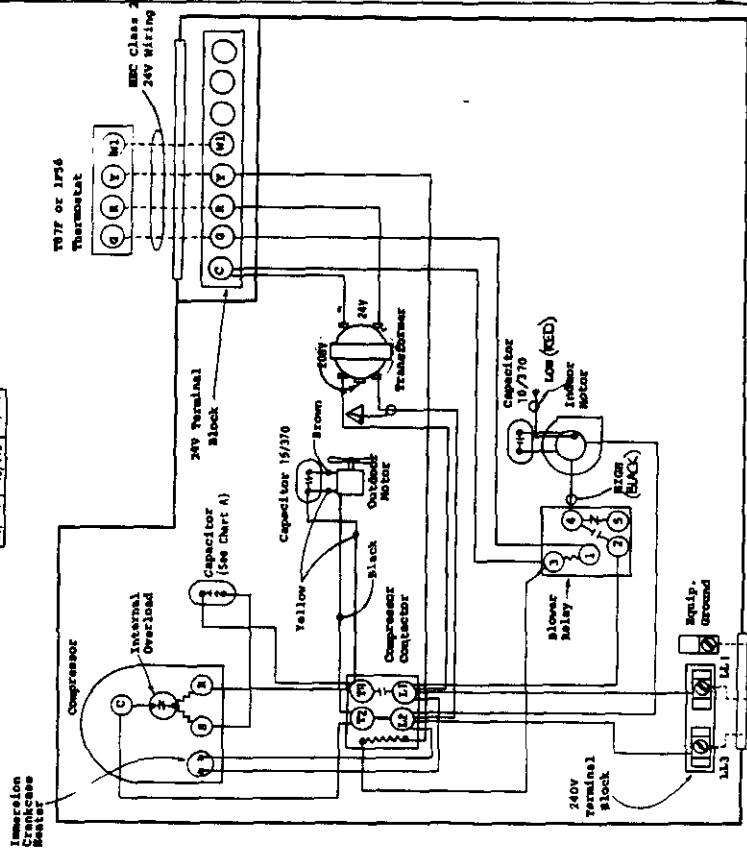 NEC Class 2
24V Wiring
T87F or 1F56
Thermostat
G
R
Y
W1
C
G
R
Y
W1
24V Terminal
Block
24V
208V
Transformer
Capacitor 15/370
Brown
Outdoor
Motor
Yellow
Black
Capacitor
(See Chart A)
Compressor
Internal
Overload
C
R
S
Immersion
Crankcase
Heater
Compressor
Contactor
T2
L2
L1
Capacitor
10/370
LOW (RED)
Indoor
Motor
HIGH
(BLACK)
Blower
Relay
3
1
4
5
2
Equip.
Ground
LL1
LL3
240V
Terminal
Block